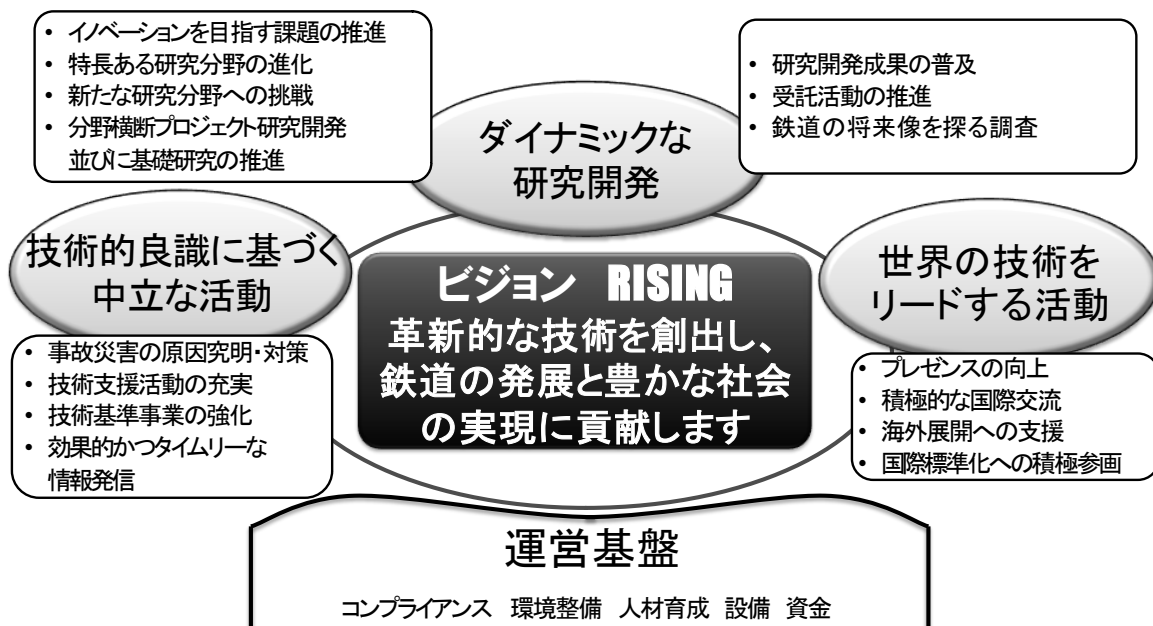 ・ イノベーションを目指す課題の推進
・ 特長ある研究分野の進化
・ 新たな研究分野への挑戦
・ 分野横断プロジェクト研究開発
並びに基礎研究の推進
・ 研究開発成果の普及
・ 受託活動の推進
・ 鉄道の将来像を探る調査
ダイナミックな
研究開発
技術的良識に基づく
中立な活動
・ 事故災害の原因究明・対策
・ 技術支援活動の充実
・ 技術基準事業の強化
・ 効果的かつタイムリーな
情報発信
ビジョン RISING
革新的な技術を創出し、
鉄道の発展と豊かな社会
の実現に貢献します
世界の技術を
リードする活動
・ プレゼンスの向上
・ 積極的な国際交流
・ 海外展開への支援
・ 国際標準化への積極参画
運営基盤
コンプライアンス 環境整備 人材育成 設備 資金